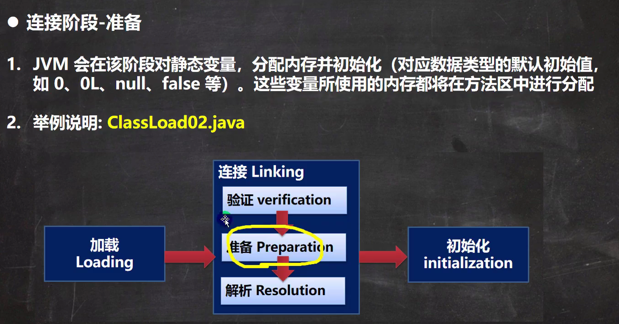 ● 连接阶段-准备
1. JVM 会在该阶段对静态变量，分配内存并初始化（对应数据类型的默认初始值，
如 0、0L、null、false 等）。这些变量所使用的内存都将在方法区中进行分配
2. 举例说明: ClassLoad02.java
连接 Linking
验证 verification
加载
Loading
准备 Preparation
初始化
initialization
解析 Resolution